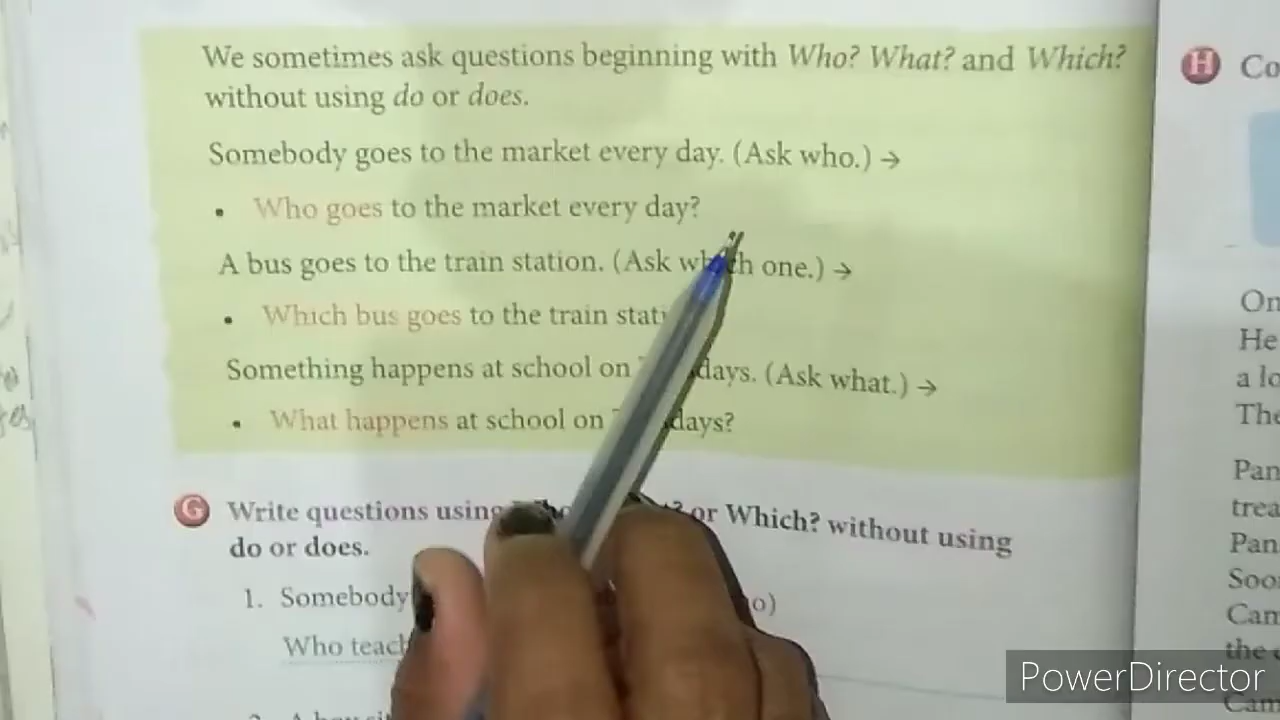 We sometimes ask questions beginning with Who? What? and Which?
without using do or does.
Somebody goes to the market every day. (Ask who.) →
• Who goes to the market every day?
A bus goes to the train station. (Ask which one.) →
• Which bus goes to the train
Something happens at school on days. (Ask what.) →
• What happens at school on days?
G Write questions using or Which? without using
do or does.
1. Somebody
Who
H Co
On
He
a lo
The
Pan
trea
Pan
Soo
Can
the
PowerDirector